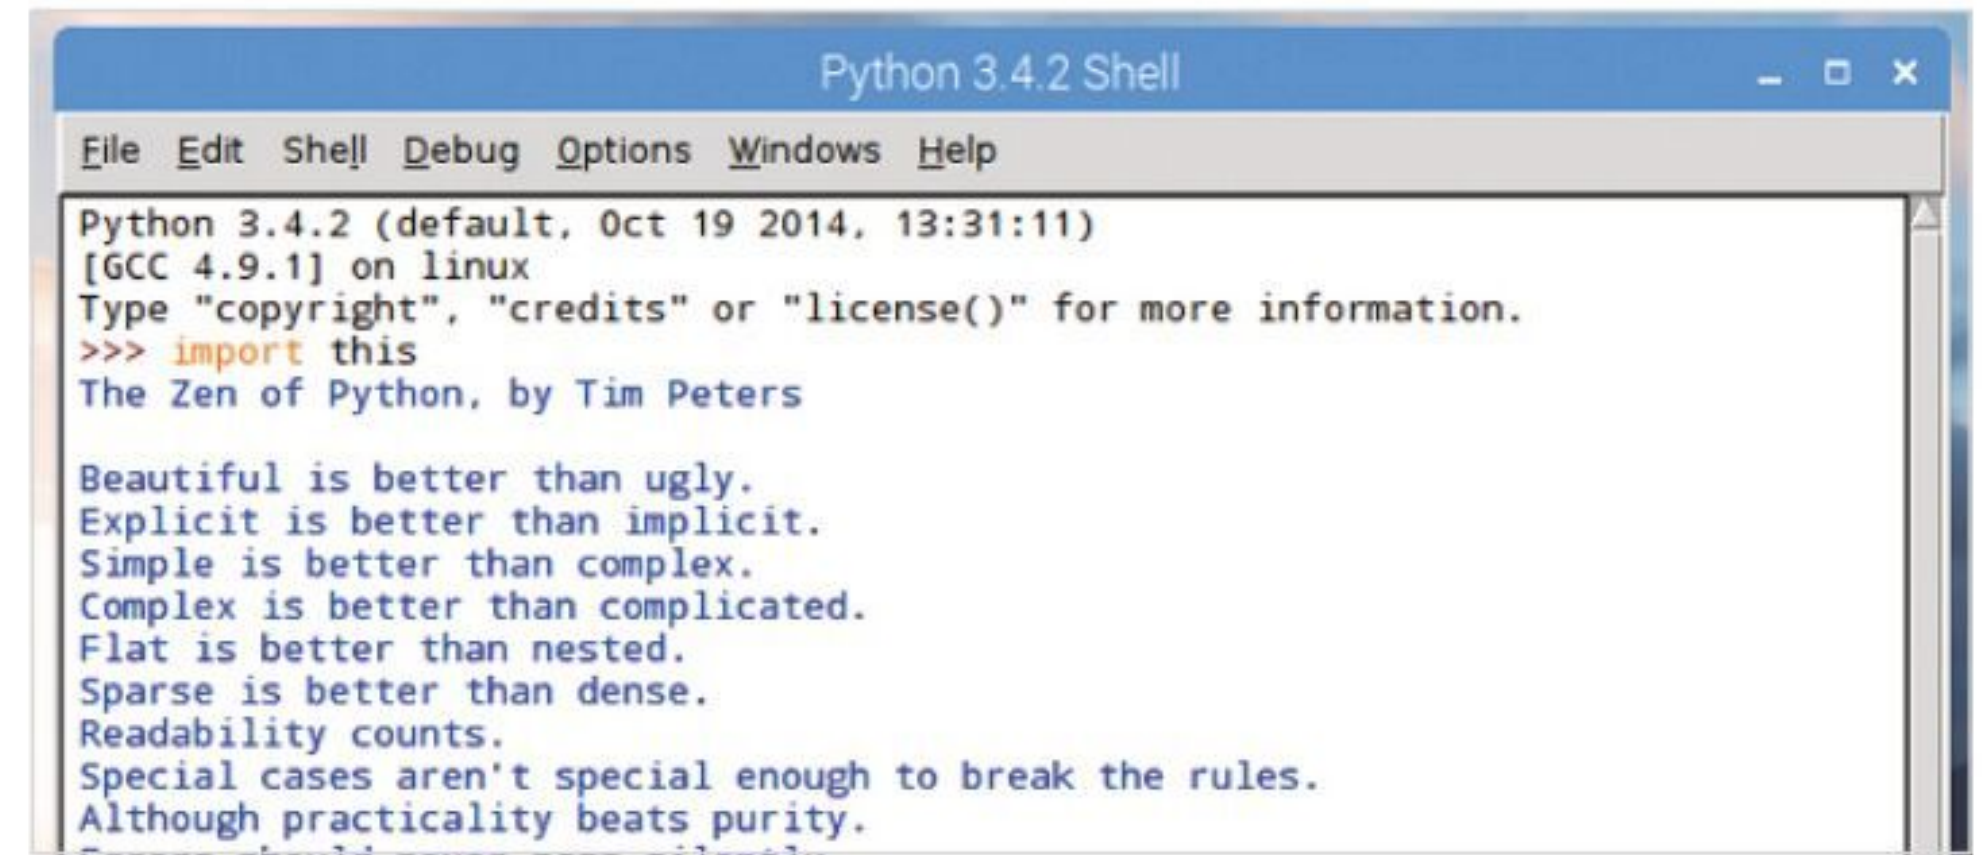 Python 3.4.2 Shell
File Edit Shell Debug Options Windows Help
Python 3.4.2 (default, Oct 19 2014, 13:31:11)
[GCC 4.9.1] on linux
Type "copyright", "credits" or "license()" for more information.
>>> import this
The Zen of Python, by Tim Peters

Beautiful is better than ugly.
Explicit is better than implicit.
Simple is better than complex.
Complex is better than complicated.
Flat is better than nested.
Sparse is better than dense.
Readability counts.
Special cases aren't special enough to break the rules.
Although practicality beats purity.